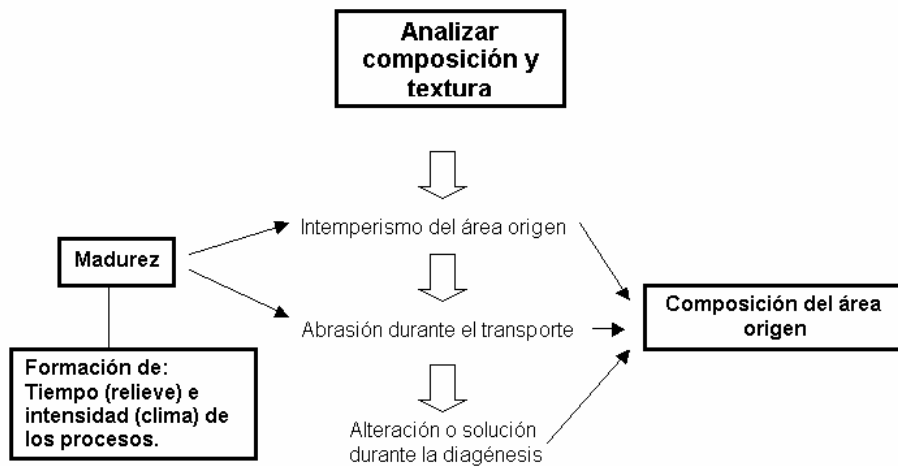 Analizar
composición y
textura
Intemperismo del área origen
Madurez
Composición del área
origen
Abrasión durante el transporte
Formación de:
Tiempo (relieve) e
intensidad (clima) de
los procesos.
Alteración o solución
durante la diagénesis